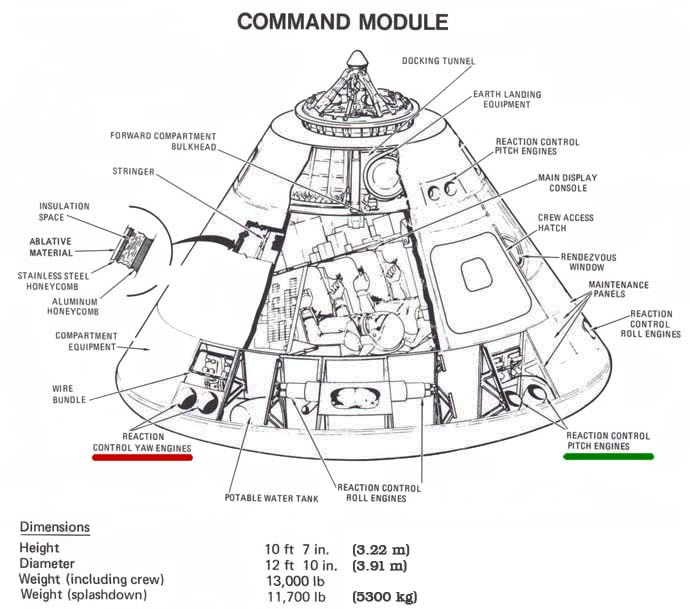 COMMAND MODULE
DOCKING TUNNEL
EARTH LANDING
EQUIPMENT
FORWARD COMPARTMENT
BULKHEAD
REACTION CONTROL
PITCH ENGINES
STRINGER
MAIN DISPLAY
CONSOLE
INSULATION
SPACE
CREW ACCESS
HATCH
ABLATIVE
MATERIAL
RENDEZVOUS
WINDOW
STAINLESS STEEL
HONEYCOMB
MAINTENANCE
PANELS
ALUMINUM
HONEYCOMB
REACTION
CONTROL
ROLL ENGINES
COMPARTMENT
EQUIPMENT
WIRE
BUNDLE
REACTION
CONTROL YAW ENGINES
REACTION CONTROL
PITCH ENGINES
POTABLE WATER TANK
REACTION CONTROL
ROLL ENGINES
Dimensions
Height 10 ft 7 in. (3.22 m)
Diameter 12 ft 10 in. (3.91 m)
Weight (including crew) 13,000 lb
Weight (splashdown) 11,700 lb (5300 kg)